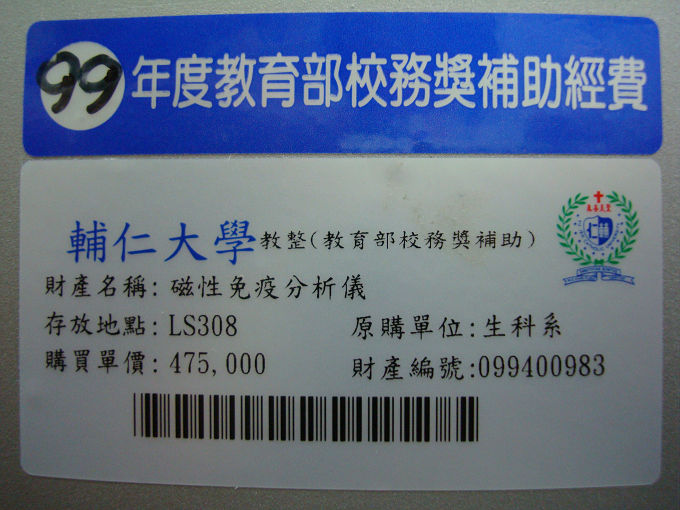 99年度教育部校務獎補助經費
輔仁大學教整(教育部校務獎補助)
財產名稱: 磁性免疫分析儀
存放地點: LS308 原購單位: 生科系
購買單價: 475,000 財產編號:099400983